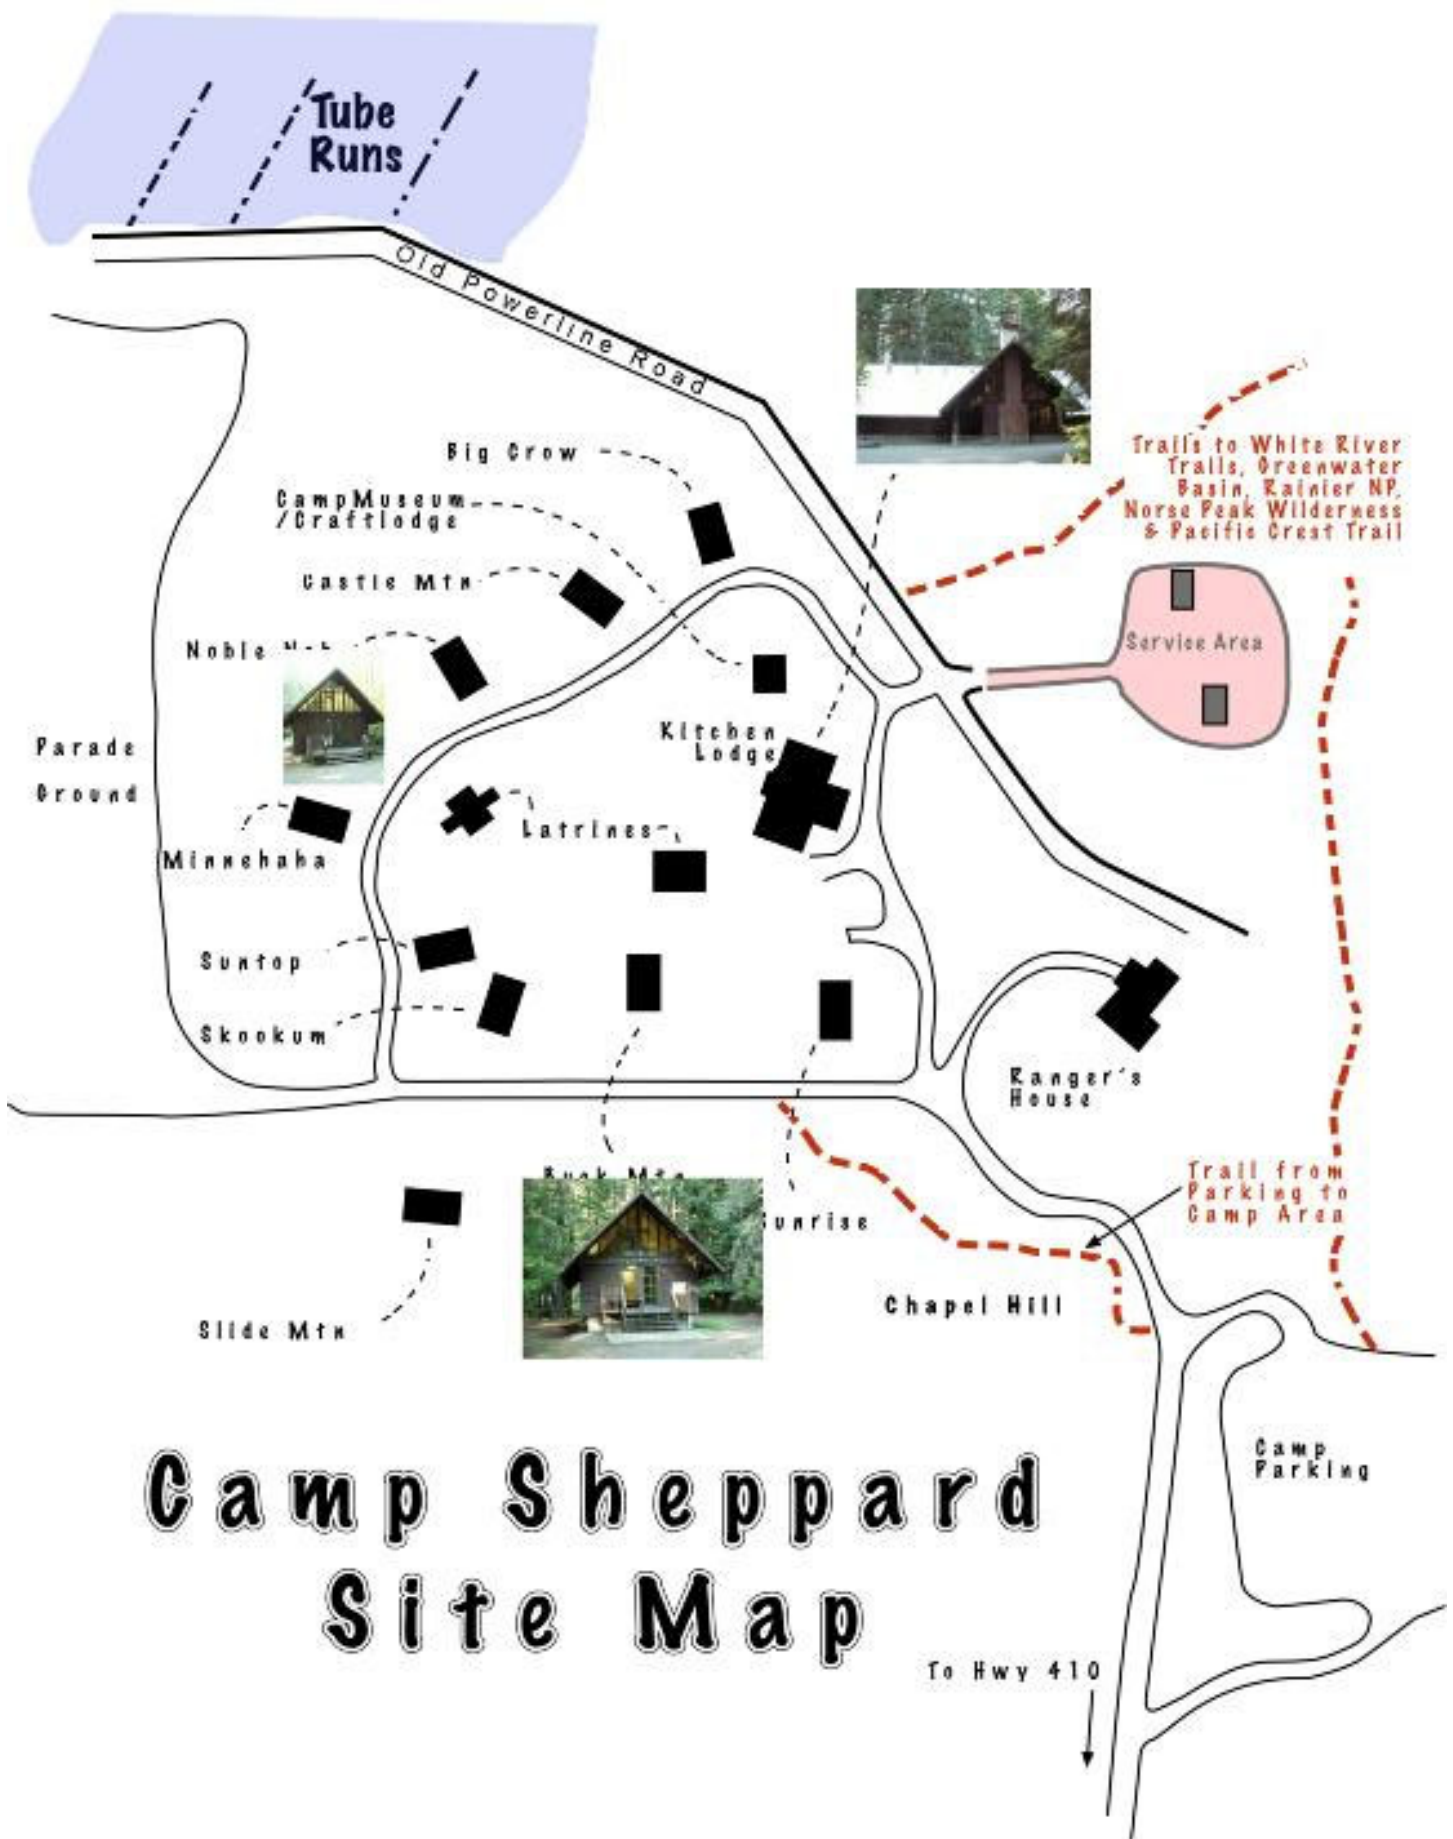 Tube
Runs
Old Powerline Road
Big Crow
CampMuseum
/Craftlodge
Castle Mtn
Noble
Trails to White River
Trails, Greenwater
Basin, Rainier NP,
Norse Peak Wilderness
& Pacific Crest Trail
Service Area
Parade
Ground
Kitchen
Lodge
Latrines
Minnehaha
Suntop
Skookum
Ranger's
House
Buck Mtn
Sunrise
Trail from
Parking to
Camp Area
Chapel Hill
Slide Mtn
Camp
Parking
Camp Sheppard
Site Map
To Hwy 410